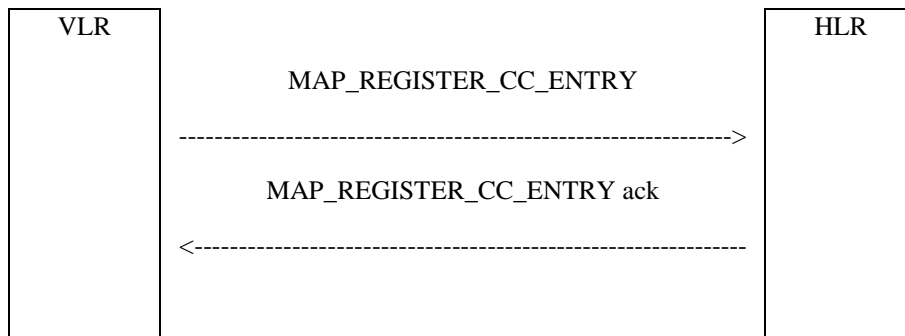 VLR HLR
MAP_REGISTER_CC_ENTRY
MAP_REGISTER_CC_ENTRY ack